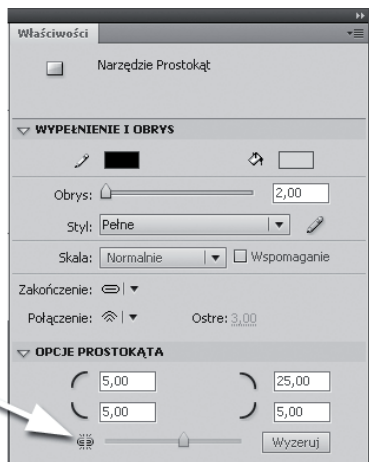 Właściwości
Narzędzie Prostokąt
WYPEŁNIENIE I OBRYS
Obrys: 2,00
Styl: Pełne
Skala: Normalnie Wspomaganie
Zakończenie:
Połączenie: Ostre: 3,00
OPCJE PROSTOKĄTA
5,00 25,00
5,00 5,00
Wyzeruj